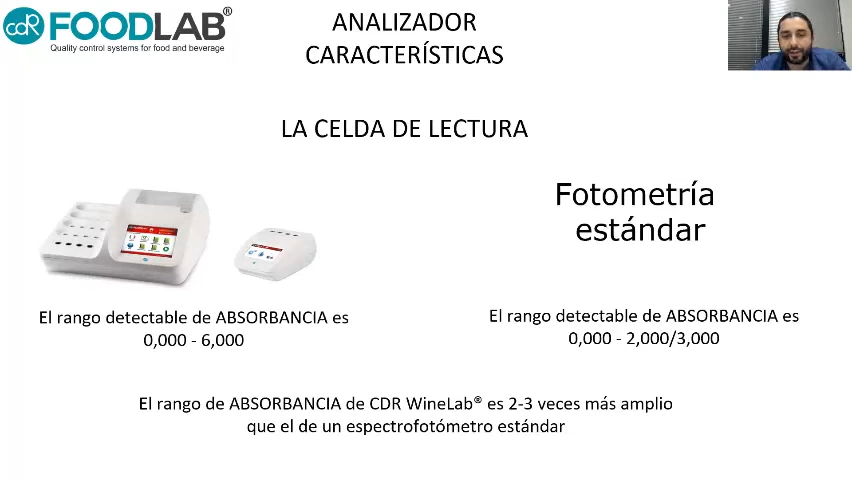 cdR FOODLAB®
Quality control systems for food and beverage
ANALIZADOR
CARACTERÍSTICAS
LA CELDA DE LECTURA
Fotometría
estándar
El rango detectable de ABSORBANCIA es
0,000 - 6,000
El rango detectable de ABSORBANCIA es
0,000 - 2,000/3,000
El rango de ABSORBANCIA de CDR WineLab® es 2-3 veces más amplio
que el de un espectrofotómetro estándar